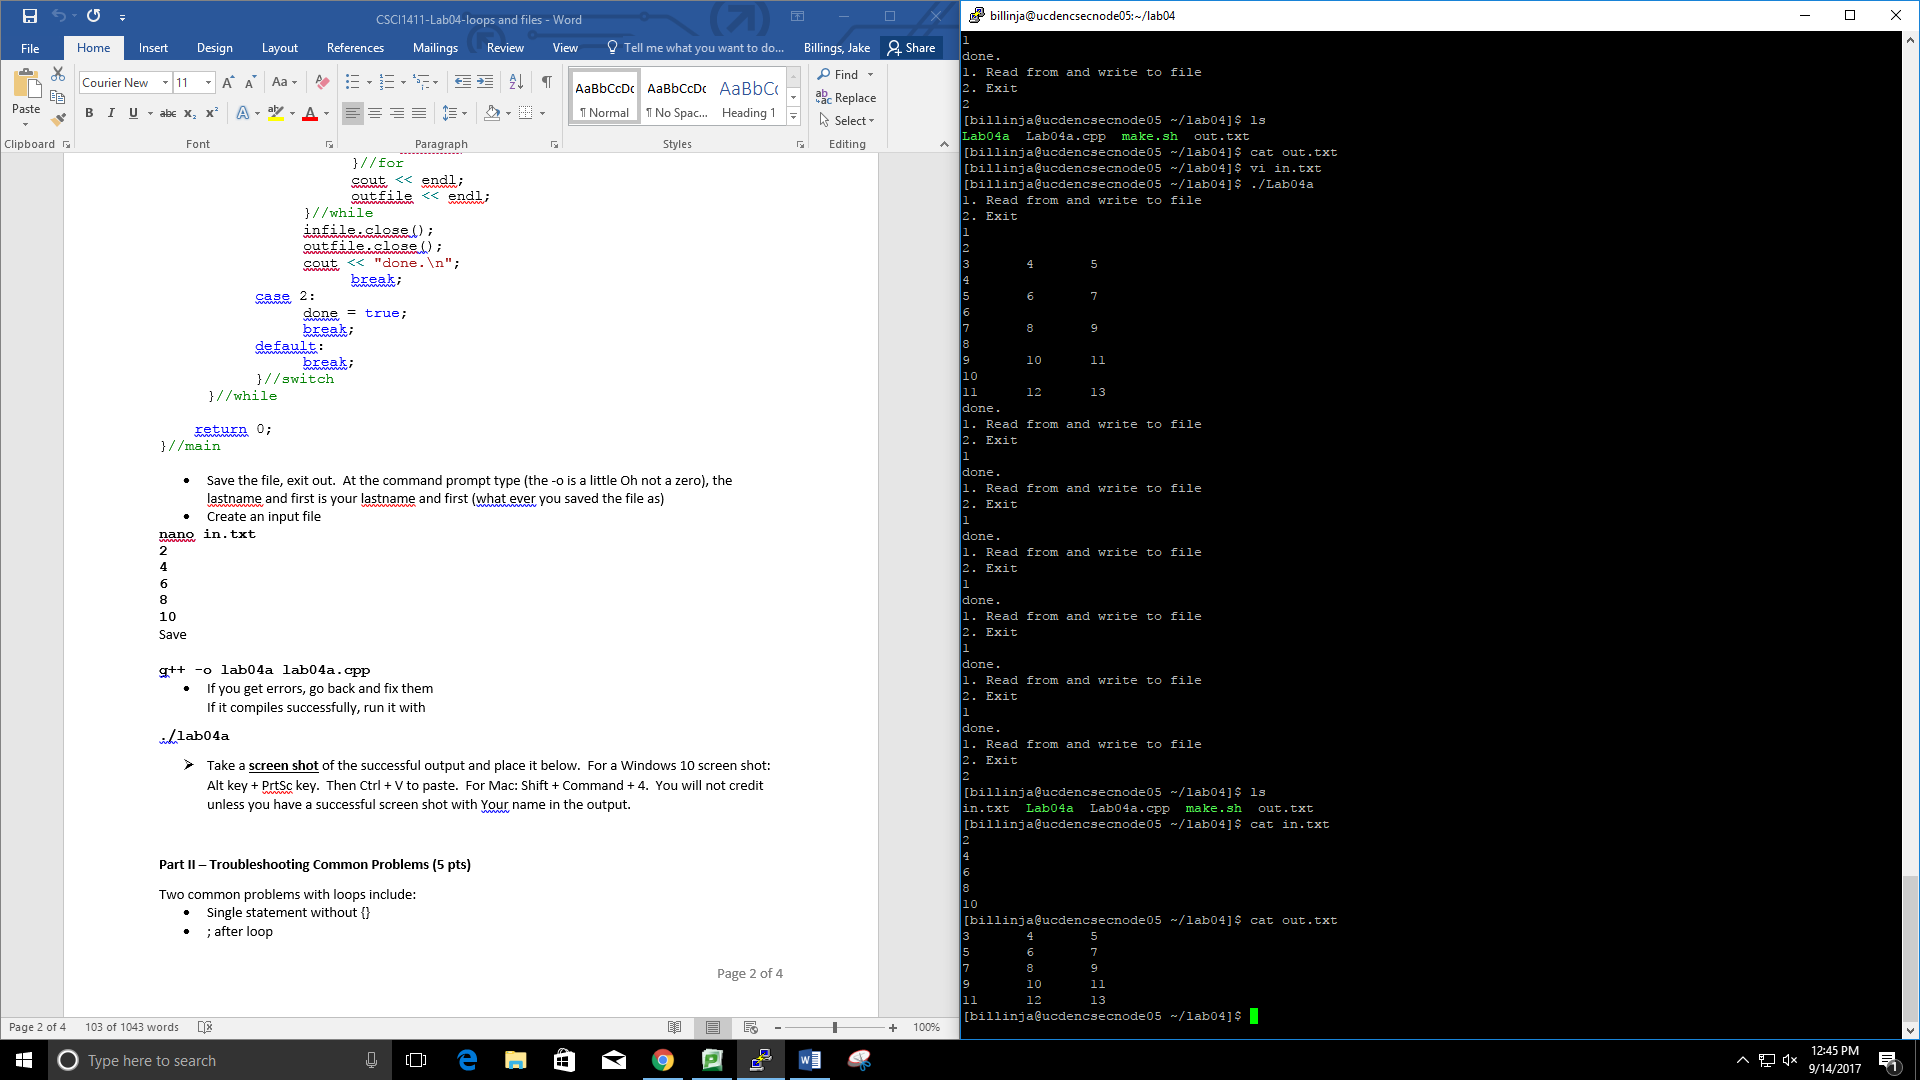 CSCI1411-Lab04-loops and files - Word
File Home Insert Design Layout References Mailings Review View Tell me what you want to do... Billings, Jake Share
Paste
Courier New 11 Aa
B I U abc x₂ x²
Clipboard Font Paragraph Styles Editing
AaBbCcDc AaBbCcDc AaBbCc
¶ Normal ¶ No Spac... Heading 1
Find
Replace
Select
}//for
cout << endl;
outfile << endl;
}//while
infile.close();
outfile.close();
cout << "done.\n";
break;
case 2:
done = true;
break;
default:
break;
}//switch
}//while
return 0;
}//main
• Save the file, exit out.  At the command prompt type (the -o is a little Oh not a zero), the
lastname and first is your lastname and first (what ever you saved the file as)
• Create an input file
nano in.txt
2
4
6
8
10
Save
g++ -o lab04a lab04a.cpp
• If you get errors, go back and fix them
If it compiles successfully, run it with
./lab04a
➢ Take a screen shot of the successful output and place it below.  For a Windows 10 screen shot:
Alt key + PrtSc key.  Then Ctrl + V to paste.  For Mac: Shift + Command + 4.  You will not credit
unless you have a successful screen shot with Your name in the output.
Part II – Troubleshooting Common Problems (5 pts)
Two common problems with loops include:
• Single statement without {}
• ; after loop
Page 2 of 4
Page 2 of 4 103 of 1043 words 100%
billinja@ucdencsecnode05:~/lab04
1
done.
1. Read from and write to file
2. Exit
2
[billinja@ucdencsecnode05 ~/lab04]$ ls
Lab04a  Lab04a.cpp  make.sh  out.txt
[billinja@ucdencsecnode05 ~/lab04]$ cat out.txt
[billinja@ucdencsecnode05 ~/lab04]$ vi in.txt
[billinja@ucdencsecnode05 ~/lab04]$ ./Lab04a
1. Read from and write to file
2. Exit
1
2
3       4       5
4
5       6       7
6
7       8       9
8
9       10      11
10
11      12      13
done.
1. Read from and write to file
2. Exit
1
done.
1. Read from and write to file
2. Exit
1
done.
1. Read from and write to file
2. Exit
1
done.
1. Read from and write to file
2. Exit
1
done.
1. Read from and write to file
2. Exit
1
done.
1. Read from and write to file
2. Exit
2
[billinja@ucdencsecnode05 ~/lab04]$ ls
in.txt  Lab04a  Lab04a.cpp  make.sh  out.txt
[billinja@ucdencsecnode05 ~/lab04]$ cat in.txt
2
4
6
8
10
[billinja@ucdencsecnode05 ~/lab04]$ cat out.txt
3       4       5
5       6       7
7       8       9
9       10      11
11      12      13
[billinja@ucdencsecnode05 ~/lab04]$
Type here to search
12:45 PM
9/14/2017
1